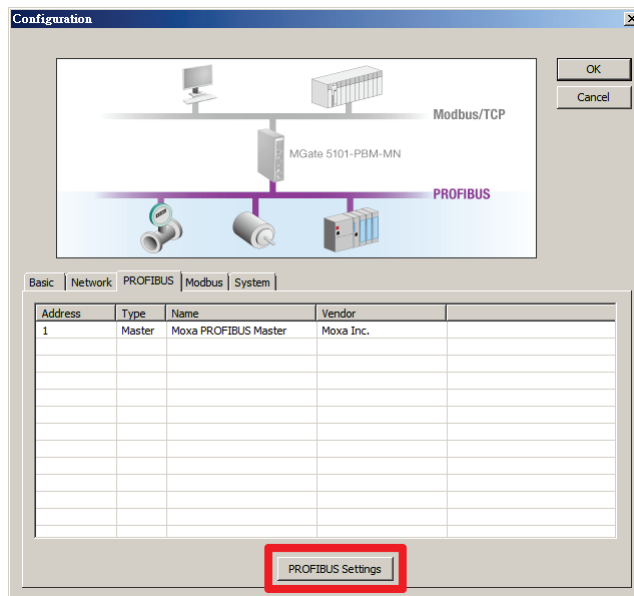 Configuration
OK
Cancel
Modbus/TCP
MGate 5101-PBM-MN
PROFIBUS
Basic Network PROFIBUS Modbus System
Address Type Name Vendor
1 Master Moxa PROFIBUS Master Moxa Inc.
PROFIBUS Settings